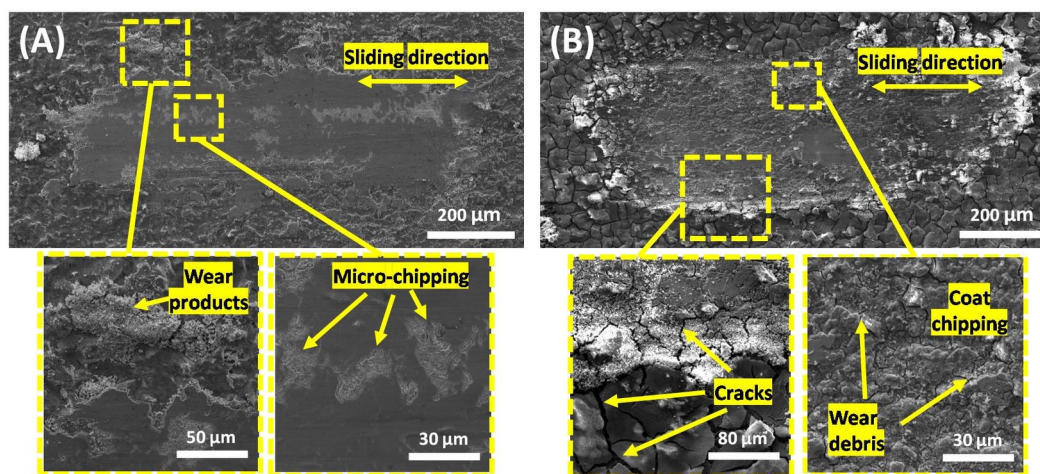 (A)
Sliding direction
200 μm
Wear
products
50 μm
Micro-chipping
30 μm
(B)
Sliding direction
200 μm
Cracks
80 μm
Coat
chipping
Wear
debris
30 μm